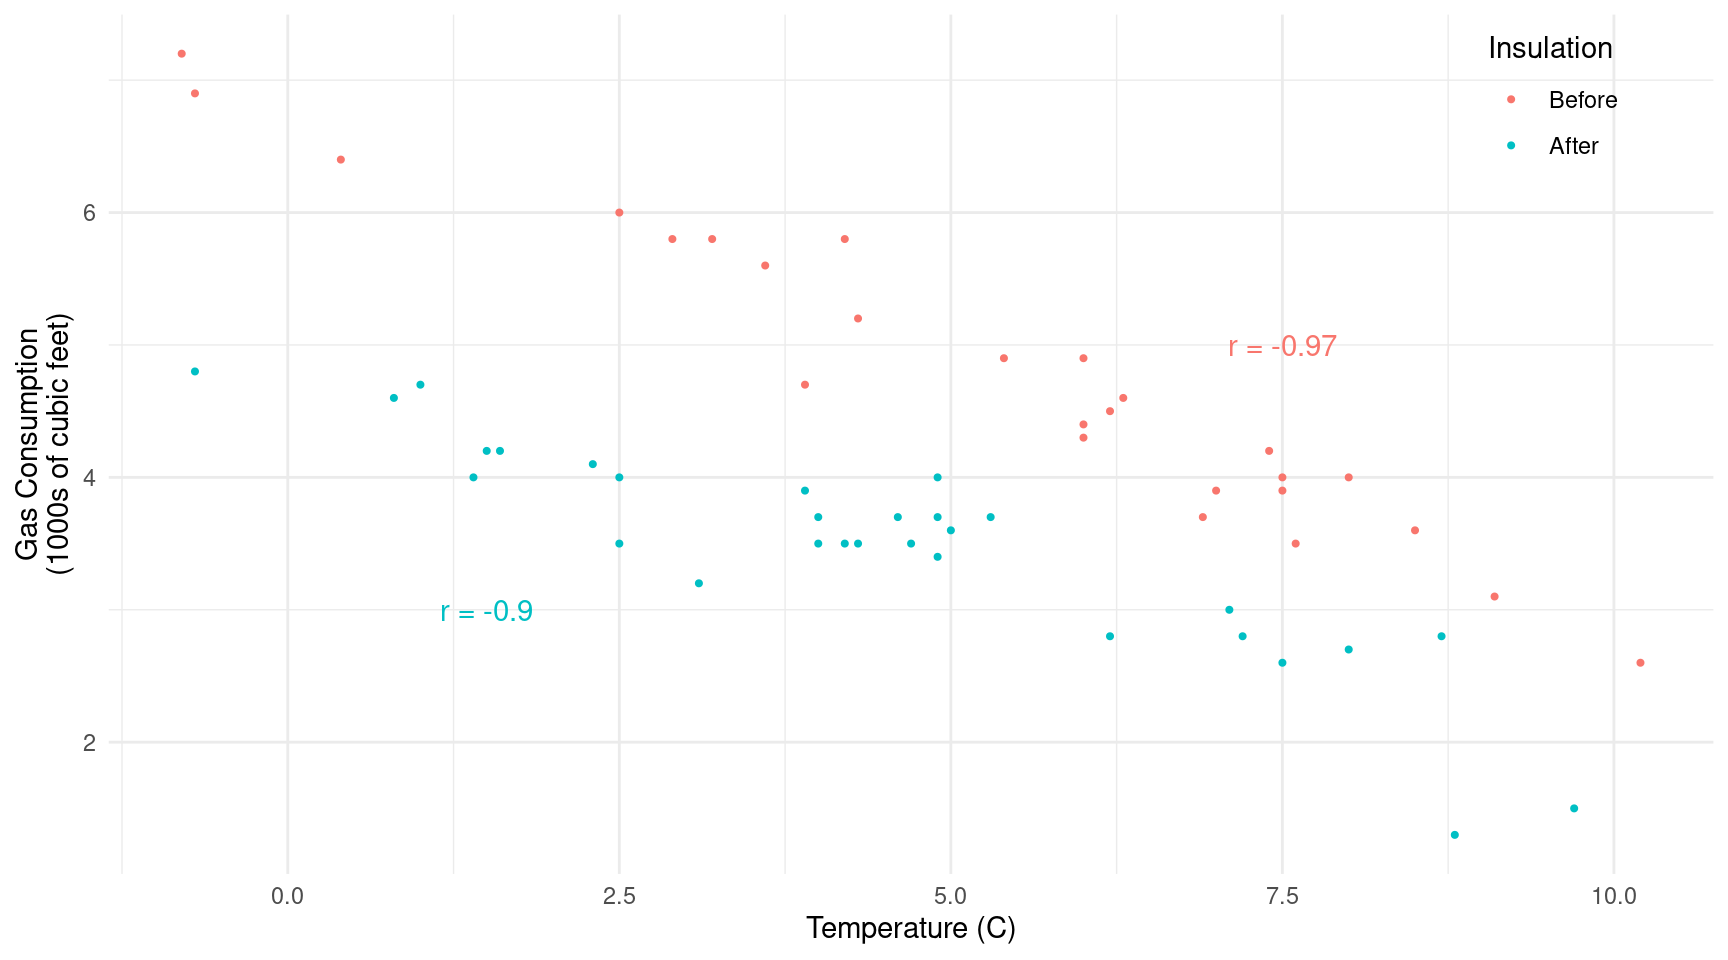 Insulation
Before
After
6
4
2
Gas Consumption
(1000s of cubic feet)
r = -0.97
r = -0.9
0.0
2.5
5.0
7.5
10.0
Temperature (C)